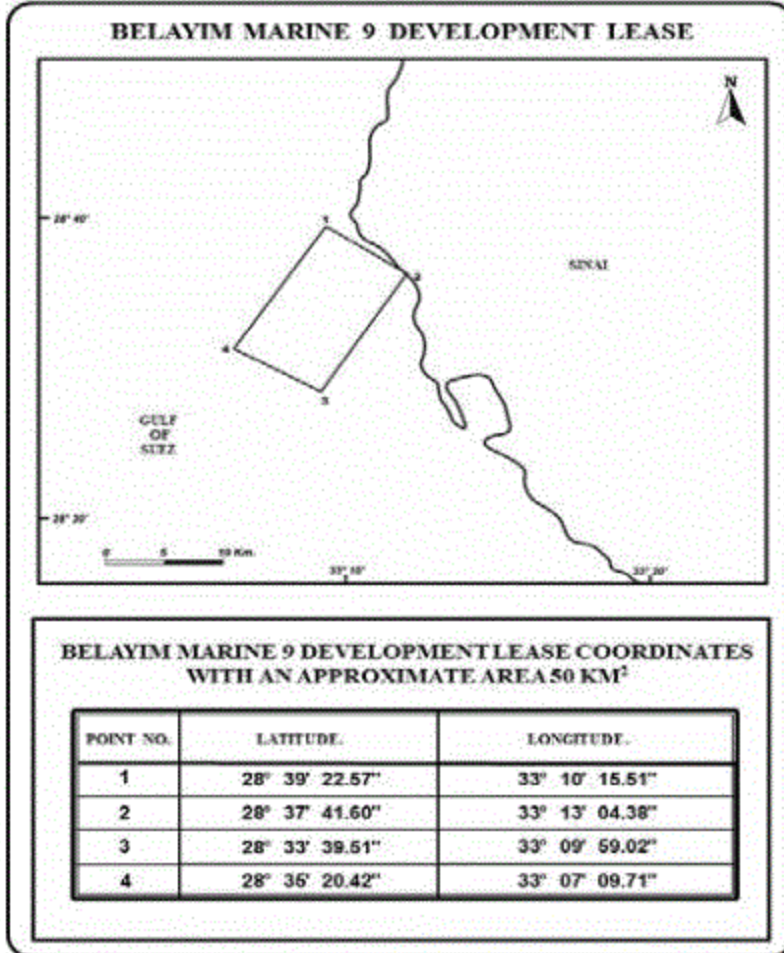 BELAYIM MARINE 9 DEVELOPMENT LEASE
N
28° 40'
1
2
SINAI
4
3
GULF
OF
SUEZ
28° 30'
0 5 10 Km.
33° 10' 33° 20'
BELAYIM MARINE 9 DEVELOPMENT LEASE COORDINATES
WITH AN APPROXIMATE AREA 50 KM²
POINT NO. LATITUDE. LONGITUDE.
1 28° 39' 22.57" 33° 10' 15.51"
2 28° 37' 41.60" 33° 13' 04.38"
3 28° 33' 39.51" 33° 09' 59.02"
4 28° 35' 20.42" 33° 07' 09.71"